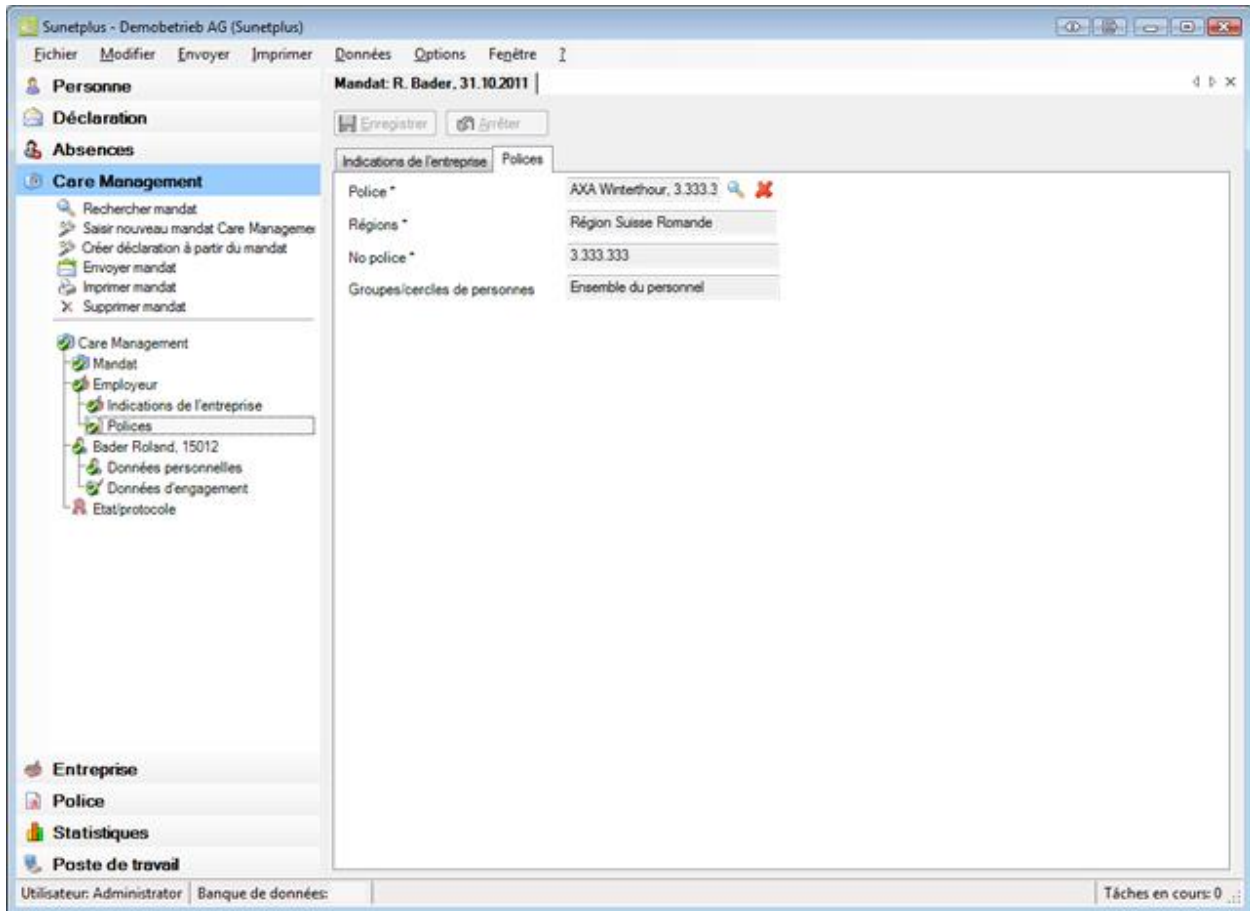 Sunetplus - Demobetrieb AG (Sunetplus)
Fichier Modifier Envoyer Imprimer Données Options Fenêtre ?
Personne
Déclaration
Absences
Care Management
Rechercher mandat
Saisir nouveau mandat Care Manageme
Créer déclaration à partir du mandat
Envoyer mandat
Imprimer mandat
Supprimer mandat
Care Management
Mandat
Employeur
Indications de l'entreprise
Polices
Bader Roland, 15012
Données personnelles
Données d'engagement
Etat/protocole
Entreprise
Police
Statistiques
Poste de travail
Mandat: R. Bader, 31.10.2011
Enregistrer Arrêter
Indications de l'entreprise Polices
Police * AXA Winterthour, 3.333.3
Régions * Région Suisse Romande
No police * 3.333.333
Groupes/cercles de personnes Ensemble du personnel
Utilisateur: Administrator Banque de données: Tâches en cours: 0